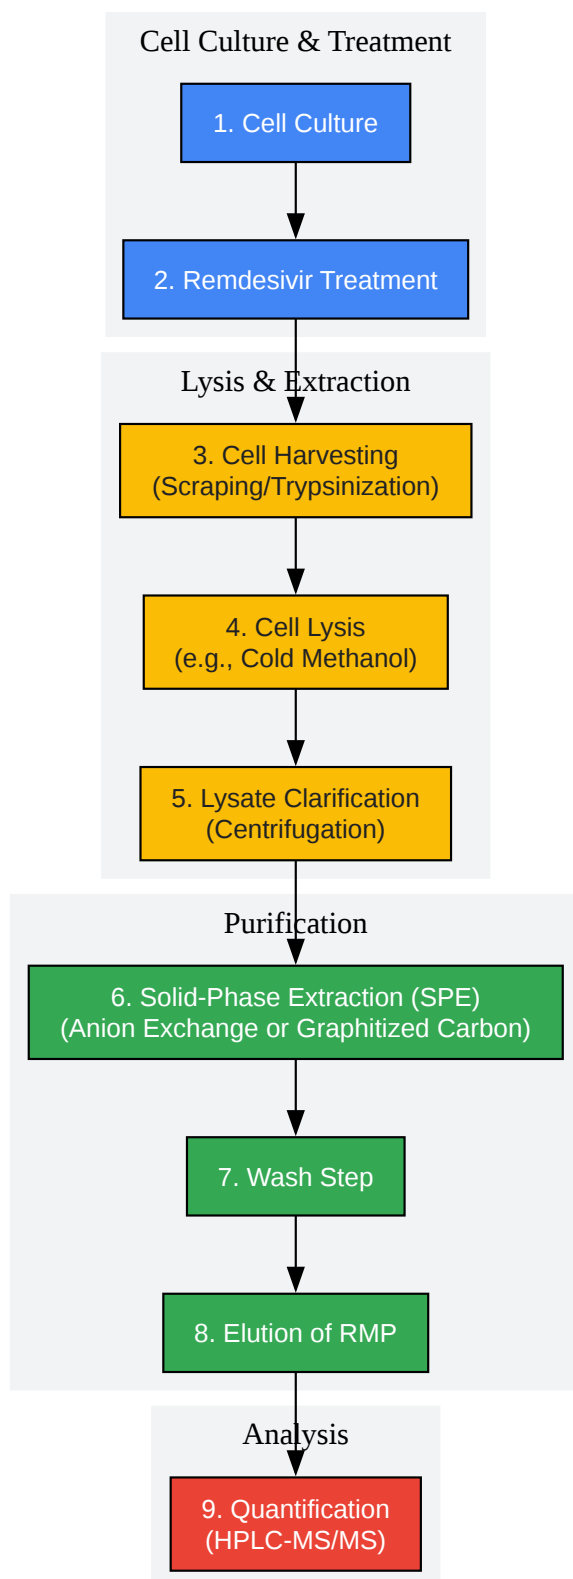 Cell Culture & Treatment
1. Cell Culture
2. Remdesivir Treatment
Lysis & Extraction
3. Cell Harvesting
(Scraping/Trypsinization)
4. Cell Lysis
(e.g., Cold Methanol)
5. Lysate Clarification
(Centrifugation)
Purification
6. Solid-Phase Extraction (SPE)
(Anion Exchange or Graphitized Carbon)
7. Wash Step
8. Elution of RMP
Analysis
9. Quantification
(HPLC-MS/MS)